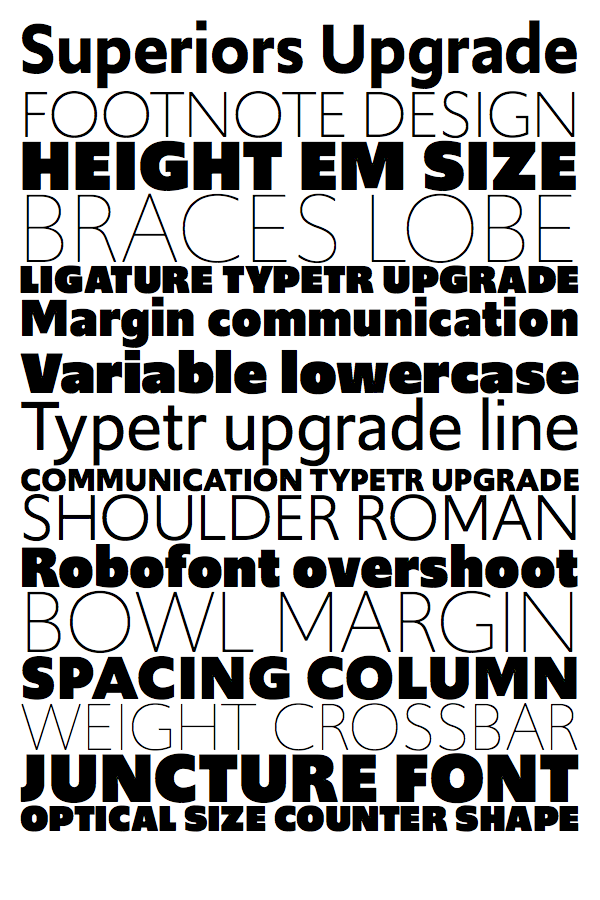 Superiors Upgrade
FOOTNOTE DESIGN
HEIGHT EM SIZE
BRACES LOBE
LIGATURE TYPETR UPGRADE
Margin communication
Variable lowercase
Typetr upgrade line
COMMUNICATION TYPETR UPGRADE
SHOULDER ROMAN
Robofont overshoot
BOWL MARGIN
SPACING COLUMN
WEIGHT CROSSBAR
JUNCTURE FONT
OPTICAL SIZE COUNTER SHAPE